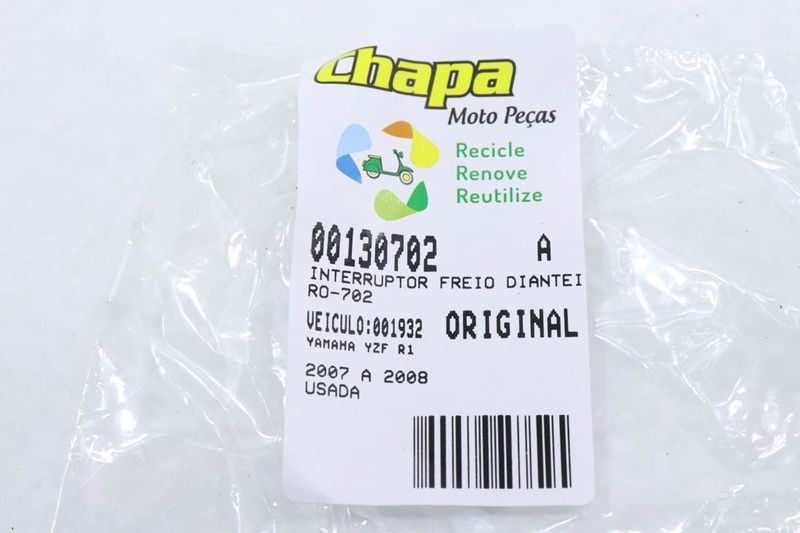 Chapa
Moto Peças
Recicle
Renove
Reutilize
00130702 A
INTERRUPTOR FREIO DIANTEI
RO-702
VEICULO:001932 ORIGINAL
YAMAHA YZF R1
2007 A 2008
USADA